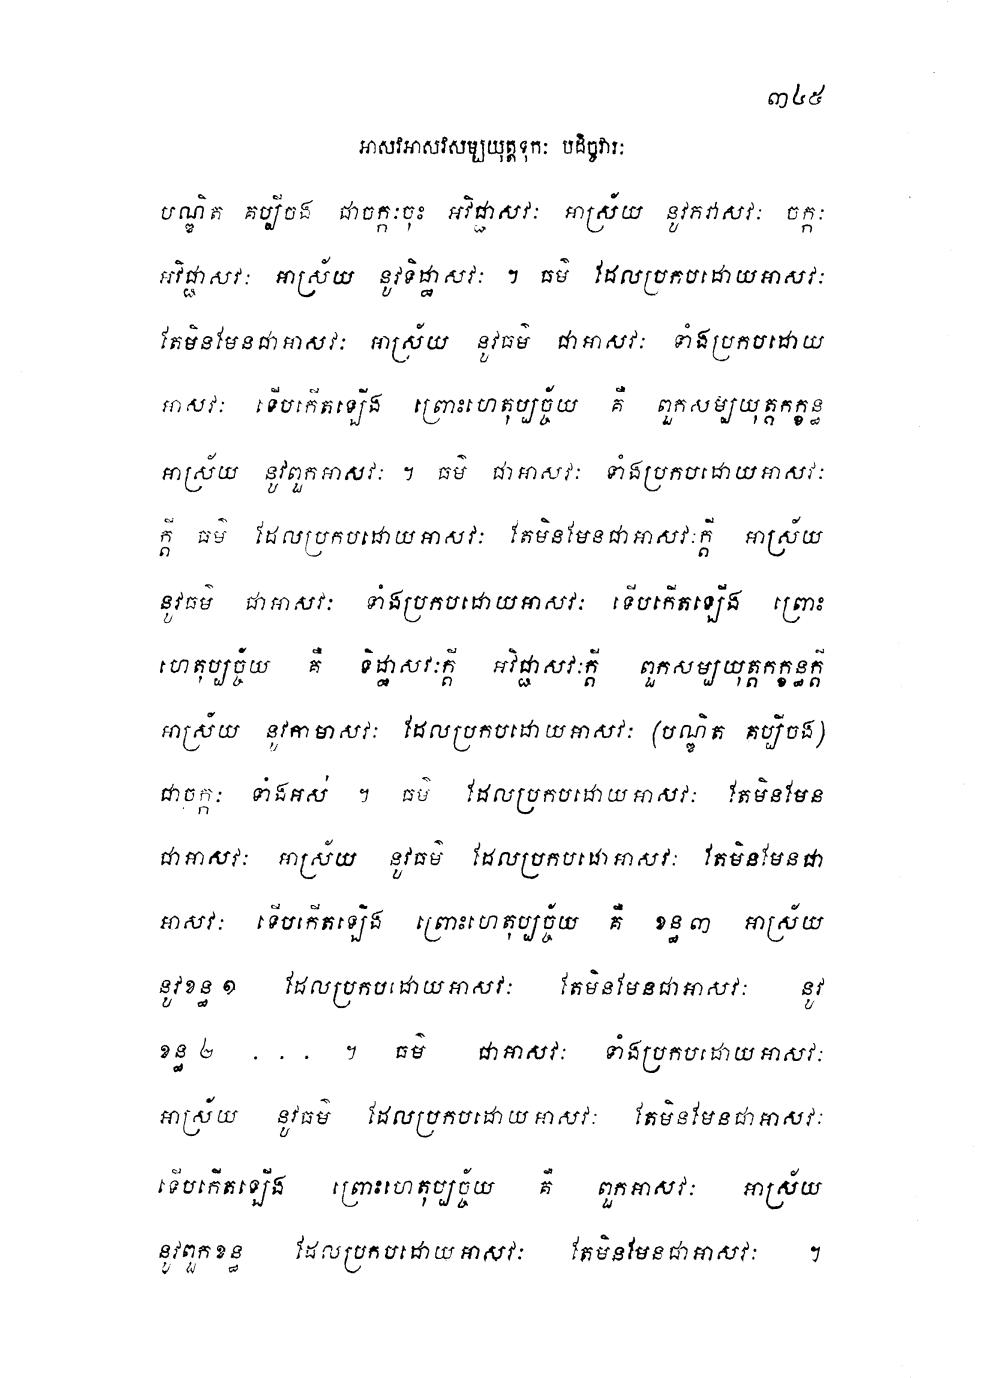 ៣៤៥
អាសវអាសវសម្បយុត្តទុកៈ បដិច្ចវារៈ
បណ្ឌិត គប្បីចង ជាចក្កៈចុះ អវិជ្ជាសវៈ អាស្រ័យ នូវភវាសវៈ ចក្កៈ
អវិជ្ជាសវៈ អាស្រ័យ នូវទិដ្ឋាសវៈ ។ ធម៌ ដែលប្រកបដោយអាសវៈ
តែមិនមែនជាអាសវៈ អាស្រ័យ នូវធម៌ ជាអាសវៈ ទាំងប្រកបដោយ
អាសវៈ ទើបកើតឡើង ព្រោះហេតុប្បច្ច័យ គឺ ពួកសម្បយុត្តកក្ខន្ធ
អាស្រ័យ នូវពួកអាសវៈ ។ ធម៌ ជាអាសវៈ ទាំងប្រកបដោយអាសវៈ
ក្តី ធម៌ ដែលប្រកបដោយអាសវៈ តែមិនមែនជាអាសវៈក្តី អាស្រ័យ
នូវធម៌ ជាអាសវៈ ទាំងប្រកបដោយអាសវៈ ទើបកើតឡើង ព្រោះ
ហេតុប្បច្ច័យ គឺ ទិដ្ឋាសវៈក្តី អវិជ្ជាសវៈក្តី ពួកសម្បយុត្តកក្ខន្ធក្តី
អាស្រ័យ នូវកាមាសវៈ ដែលប្រកបដោយអាសវៈ (បណ្ឌិត គប្បីចង)
ជាចក្កៈ ទាំងអស់ ។ ធម៌ ដែលប្រកបដោយអាសវៈ តែមិនមែន
ជាអាសវៈ អាស្រ័យ នូវធម៌ ដែលប្រកបដោអាសវៈ តែមិនមែនជា
អាសវៈ ទើបកើតឡើង ព្រោះហេតុប្បច្ច័យ គឺ ខន្ធ៣ អាស្រ័យ
នូវខន្ធ១ ដែលប្រកបដោយអាសវៈ តែមិនមែនជាអាសវៈ នូវ
ខន្ធ២ . . . ។ ធម៌ ជាអាសវៈ ទាំងប្រកបដោយអាសវៈ
អាស្រ័យ នូវធម៌ ដែលប្រកបដោយអាសវៈ តែមិនមែនជាអាសវៈ
ទើបកើតឡើង ព្រោះហេតុប្បច្ច័យ គឺ ពួកអាសវៈ អាស្រ័យ
នូវពួកខន្ធ ដែលប្រកបដោយអាសវៈ តែមិនមែនជាអាសវៈ ។